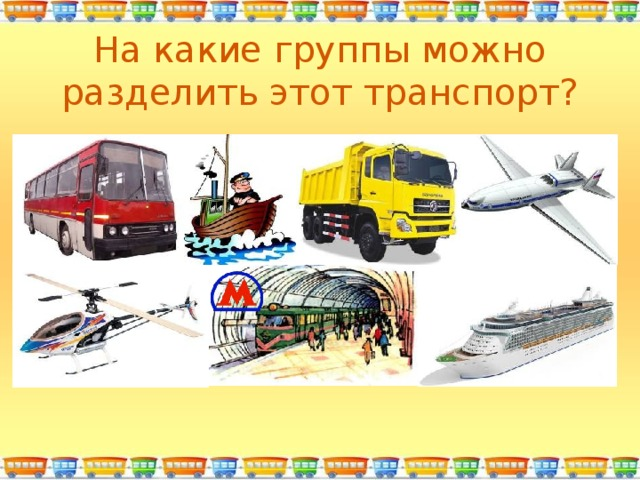 На какие группы можно
разделить этот транспорт?
М